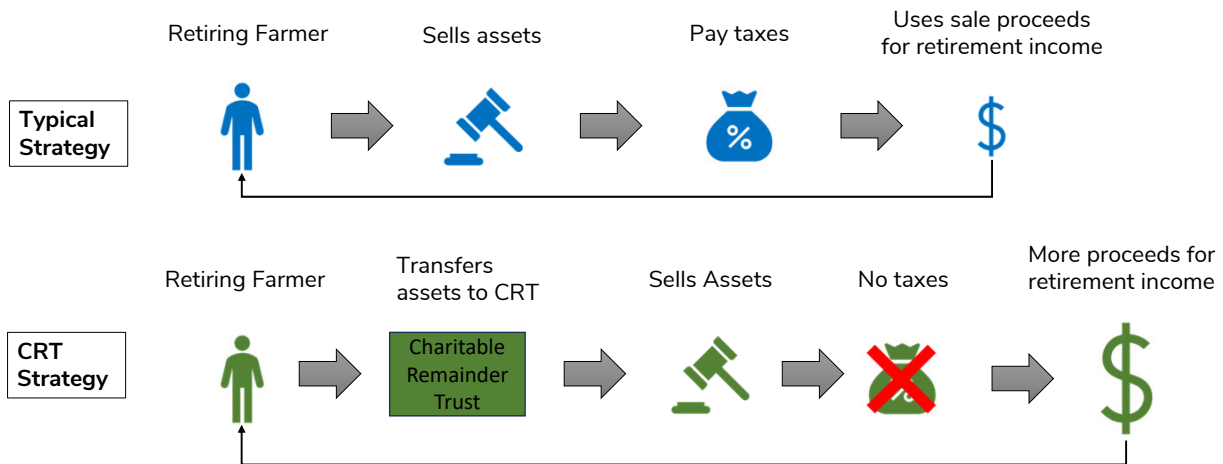 Retiring Farmer
Sells assets
Pay taxes
Uses sale proceeds
for retirement income
Typical
Strategy
%
$
Retiring Farmer
Transfers
assets to CRT
Sells Assets
No taxes
More proceeds for
retirement income
CRT
Strategy
Charitable
Remainder
Trust
%
$